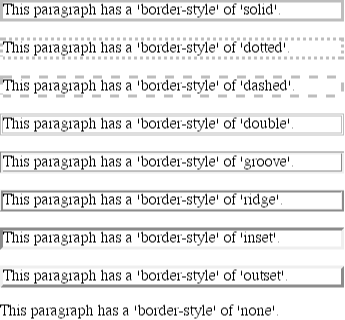 This paragraph has a 'border-style' of 'solid'.
This paragraph has a 'border-style' of 'dotted'.
This paragraph has a 'border-style' of 'dashed'.
This paragraph has a 'border-style' of 'double'.
This paragraph has a 'border-style' of 'groove'.
This paragraph has a 'border-style' of 'ridge'.
This paragraph has a 'border-style' of 'inset'.
This paragraph has a 'border-style' of 'outset'.
This paragraph has a 'border-style' of 'none'.